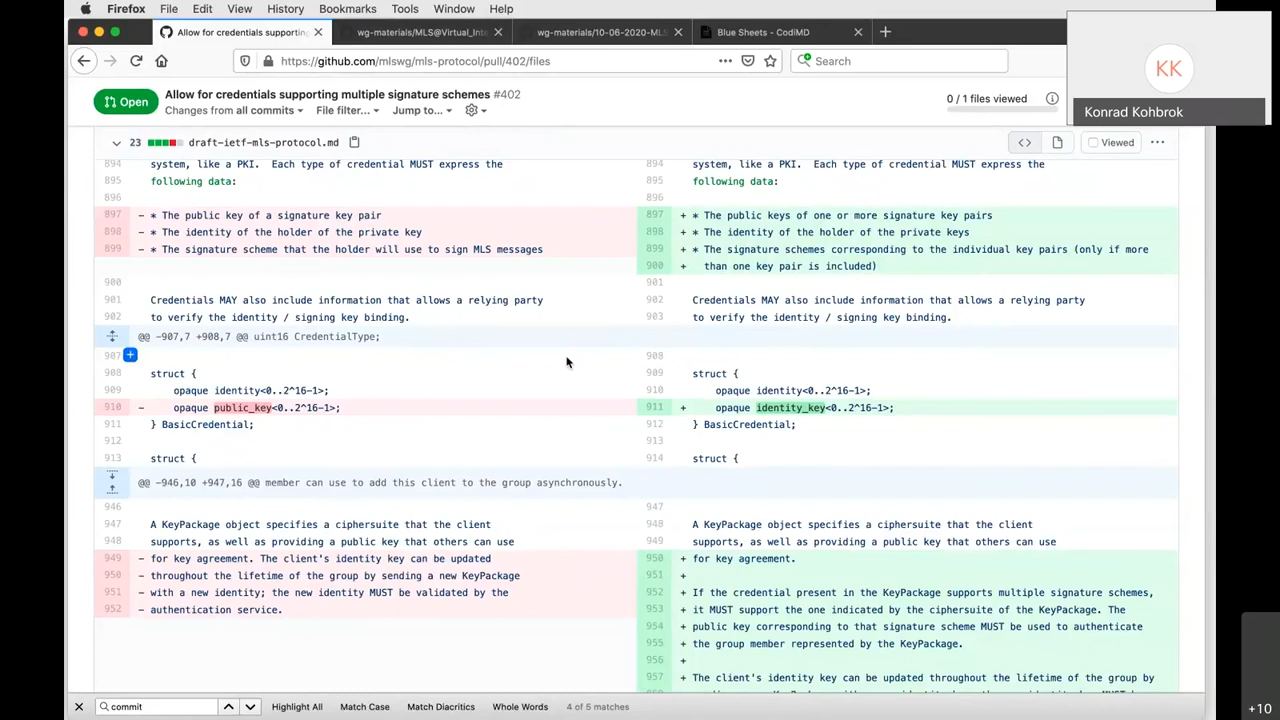 Firefox File Edit View History Bookmarks Tools Window Help
Allow for credentials supporting
wg-materials/MLS@Virtual_Inte
wg-materials/10-06-2020-MLS
Blue Sheets - CodiMD
https://github.com/mlswg/mls-protocol/pull/402/files
Search
KK
Konrad Kohbrok
Open
Allow for credentials supporting multiple signature schemes #402
Changes from all commits File filter... Jump to...
0 / 1 files viewed
23 draft-ietf-mls-protocol.md
Viewed
894 system, like a PKI. Each type of credential MUST express the
895 following data:
896
897 - * The public key of a signature key pair
898 - * The identity of the holder of the private key
899 - * The signature scheme that the holder will use to sign MLS messages
900
901 Credentials MAY also include information that allows a relying party
902 to verify the identity / signing key binding.
@@ -907,7 +908,7 @@ uint16 CredentialType;
907
908 struct {
909 opaque identity<0..2^16-1>;
910 - opaque public_key<0..2^16-1>;
911 } BasicCredential;
912
913 struct {
@@ -946,10 +947,16 @@ member can use to add this client to the group asynchronously.
946
947 A KeyPackage object specifies a ciphersuite that the client
948 supports, as well as providing a public key that others can use
949 - for key agreement. The client's identity key can be updated
950 - throughout the lifetime of the group by sending a new KeyPackage
951 - with a new identity; the new identity MUST be validated by the
952 - authentication service.
894 system, like a PKI. Each type of credential MUST express the
895 following data:
896
897 + * The public keys of one or more signature key pairs
898 + * The identity of the holder of the private keys
899 + * The signature schemes corresponding to the individual key pairs (only if more
900 + than one key pair is included)
901
902 Credentials MAY also include information that allows a relying party
903 to verify the identity / signing key binding.
908
909 struct {
910 opaque identity<0..2^16-1>;
911 + opaque identity_key<0..2^16-1>;
912 } BasicCredential;
913
914 struct {
947
948 A KeyPackage object specifies a ciphersuite that the client
949 supports, as well as providing a public key that others can use
950 + for key agreement.
951 +
952 + If the credential present in the KeyPackage supports multiple signature schemes,
953 + it MUST support the one indicated by the ciphersuite of the KeyPackage. The
954 + public key corresponding to that signature scheme MUST be used to authenticate
955 + the group member represented by the KeyPackage.
956 +
957 + The client's identity key can be updated throughout the lifetime of the group by
commit
Highlight All Match Case Match Diacritics Whole Words 4 of 5 matches
+10